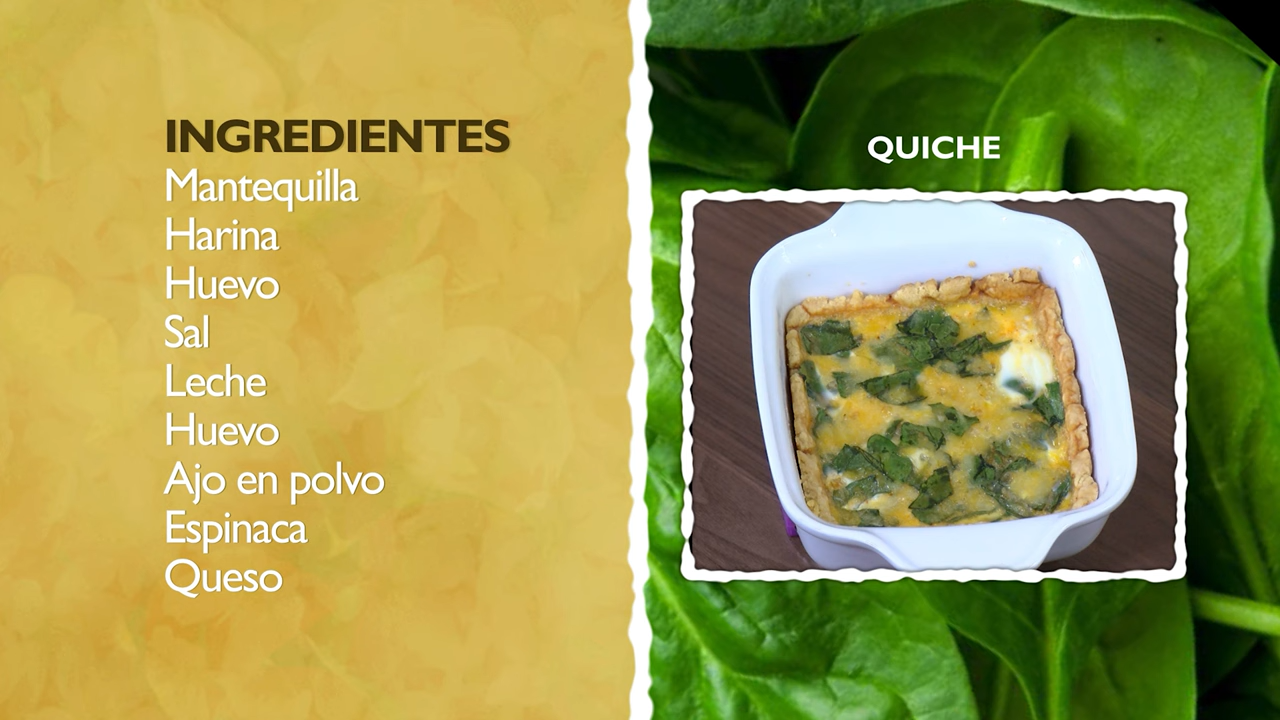 INGREDIENTES
Mantequilla
Harina
Huevo
Sal
Leche
Huevo
Ajo en polvo
Espinaca
Queso
QUICHE